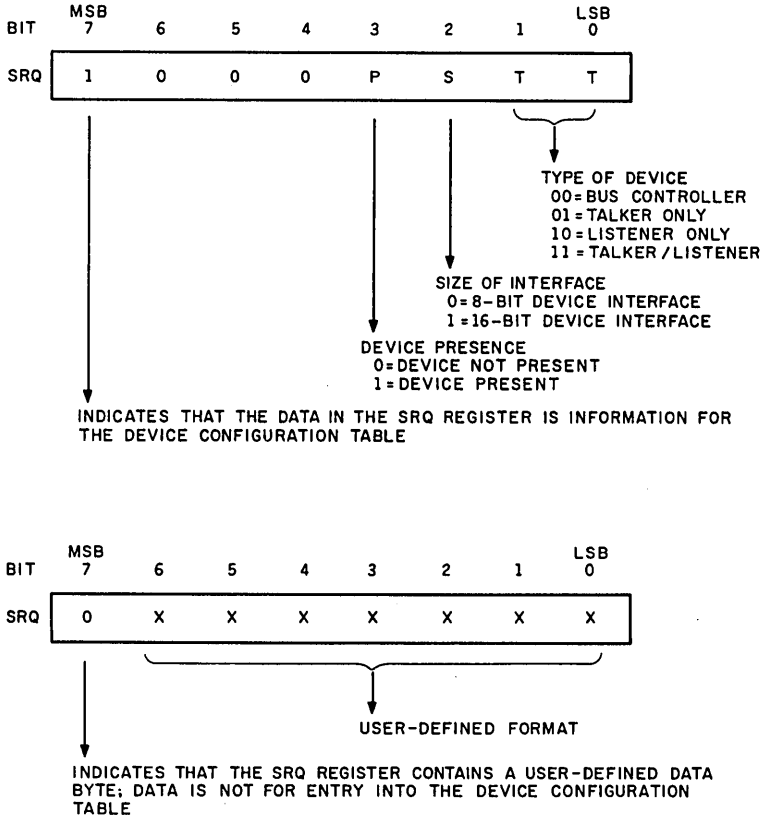 MSB LSB
BIT 7 6 5 4 3 2 1 0
SRQ 1 0 0 0 P S T T
TYPE OF DEVICE
00=BUS CONTROLLER
01=TALKER ONLY
10=LISTENER ONLY
11=TALKER/LISTENER
SIZE OF INTERFACE
0=8-BIT DEVICE INTERFACE
1=16-BIT DEVICE INTERFACE
DEVICE PRESENCE
0=DEVICE NOT PRESENT
1=DEVICE PRESENT
INDICATES THAT THE DATA IN THE SRQ REGISTER IS INFORMATION FOR
THE DEVICE CONFIGURATION TABLE
MSB LSB
BIT 7 6 5 4 3 2 1 0
SRQ 0 X X X X X X X
USER-DEFINED FORMAT
INDICATES THAT THE SRQ REGISTER CONTAINS A USER-DEFINED DATA
BYTE; DATA IS NOT FOR ENTRY INTO THE DEVICE CONFIGURATION
TABLE